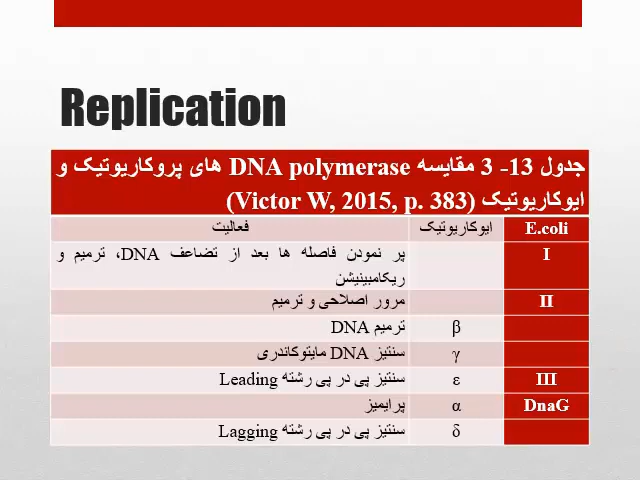 Replication
جدول 13- 3 مقایسه DNA polymerase های پروکاریوتیک و
ایوکاریوتیک (Victor W, 2015, p. 383)
E.coli ایوکاریوتیک فعالیت
I پر نمودن فاصله ها بعد از تضاعف DNA، ترمیم و
ریکامبینیشن
II مرور اصلاحی و ترمیم
β ترمیم DNA
γ سنتیز DNA مایتوکاندری
III ε سنتیز پی در پی رشته Leading
DnaG α پرایمیز
δ سنتیز پی در پی رشته Lagging